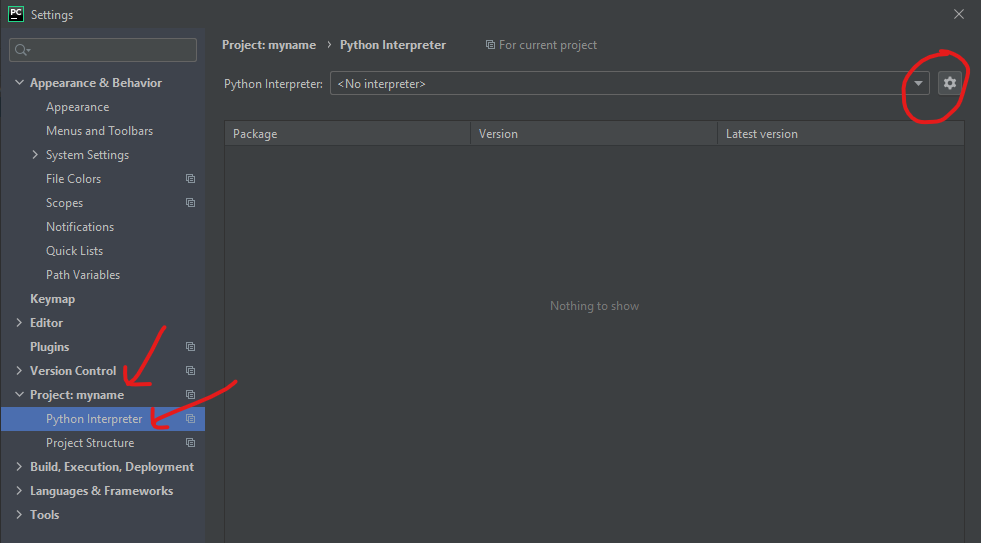 PC Settings
Project: myname › Python Interpreter For current project
Python Interpreter: <No interpreter>
Package Version Latest version
Nothing to show
Appearance & Behavior
Appearance
Menus and Toolbars
System Settings
File Colors
Scopes
Notifications
Quick Lists
Path Variables
Keymap
Editor
Plugins
Version Control
Project: myname
Python Interpreter
Project Structure
Build, Execution, Deployment
Languages & Frameworks
Tools